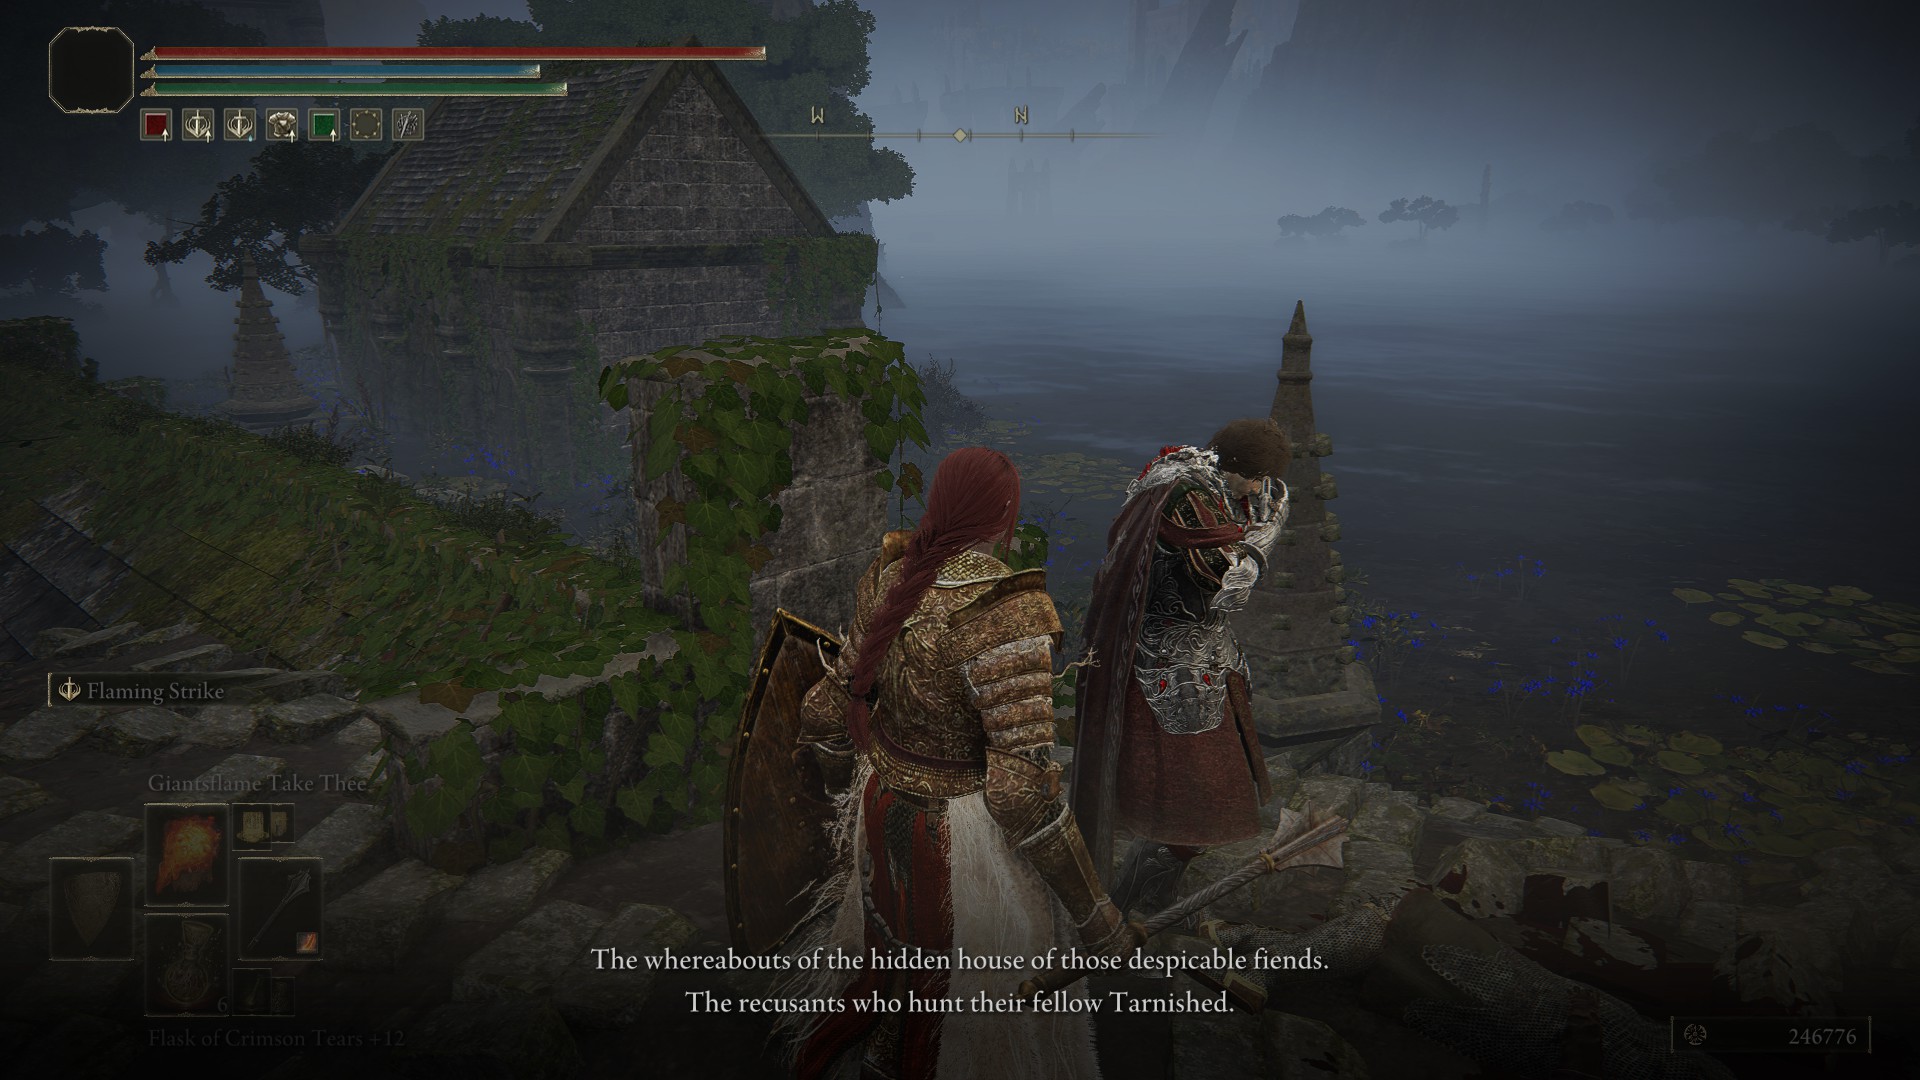 W N
Flaming Strike
Giantsflame Take Thee
6
Flask of Crimson Tears +12
The whereabouts of the hidden house of those despicable fiends.
The recusants who hunt their fellow Tarnished.
246776